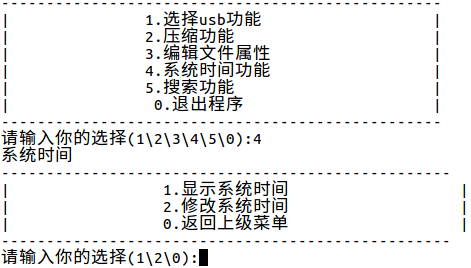 --------------------------------------------------
| 1.选择usb功能 |
| 2.压缩功能 |
| 3.编辑文件属性 |
| 4.系统时间功能 |
| 5.搜索功能 |
| 0.退出程序 |
--------------------------------------------------
请输入你的选择(1\2\3\4\5\0):4
系统时间
---------------------------------------------------
| 1.显示系统时间 |
| 2.修改系统时间 |
| 0.返回上级菜单 |
---------------------------------------------------
请输入你的选择(1\2\0):